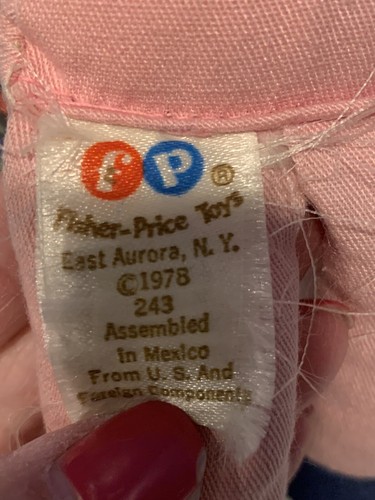 f P ®
Fisher-Price Toys
East Aurora, N. Y.
©1978
243
Assembled
in Mexico
From U. S. And
Foreign Components